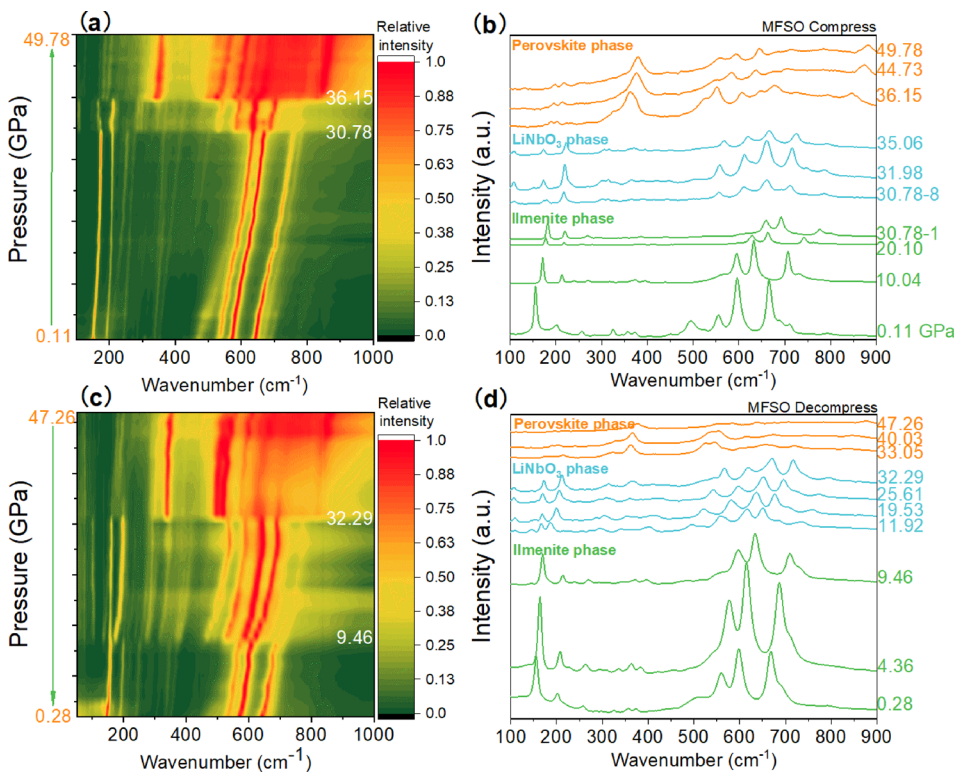 (a)
Relative
intensity
49.78
36.15
30.78
0.11
Pressure (GPa)
200 400 600 800 1000
Wavenumber (cm-1)
1.0
0.88
0.75
0.63
0.50
0.38
0.25
0.13
0.0
(b)
MFSO Compress
Perovskite phase
49.78
44.73
36.15
LiNbO3 phase
35.06
31.98
30.78-8
Ilmenite phase
30.78-1
20.10
10.04
0.11 GPa
Intensity (a.u.)
100 200 300 400 500 600 700 800 900
Wavenumber (cm-1)
(c)
Relative
intensity
47.26
32.29
9.46
0.28
Pressure (GPa)
200 400 600 800 1000
Wavenumber (cm-1)
1.0
0.88
0.75
0.63
0.50
0.38
0.25
0.13
0.0
(d)
MFSO Decompress
Perovskite phase
47.26
40.03
33.05
LiNbO3 phase
32.29
25.61
19.53
11.92
Ilmenite phase
9.46
4.36
0.28
Intensity (a.u.)
100 200 300 400 500 600 700 800 900
Wavenumber (cm-1)